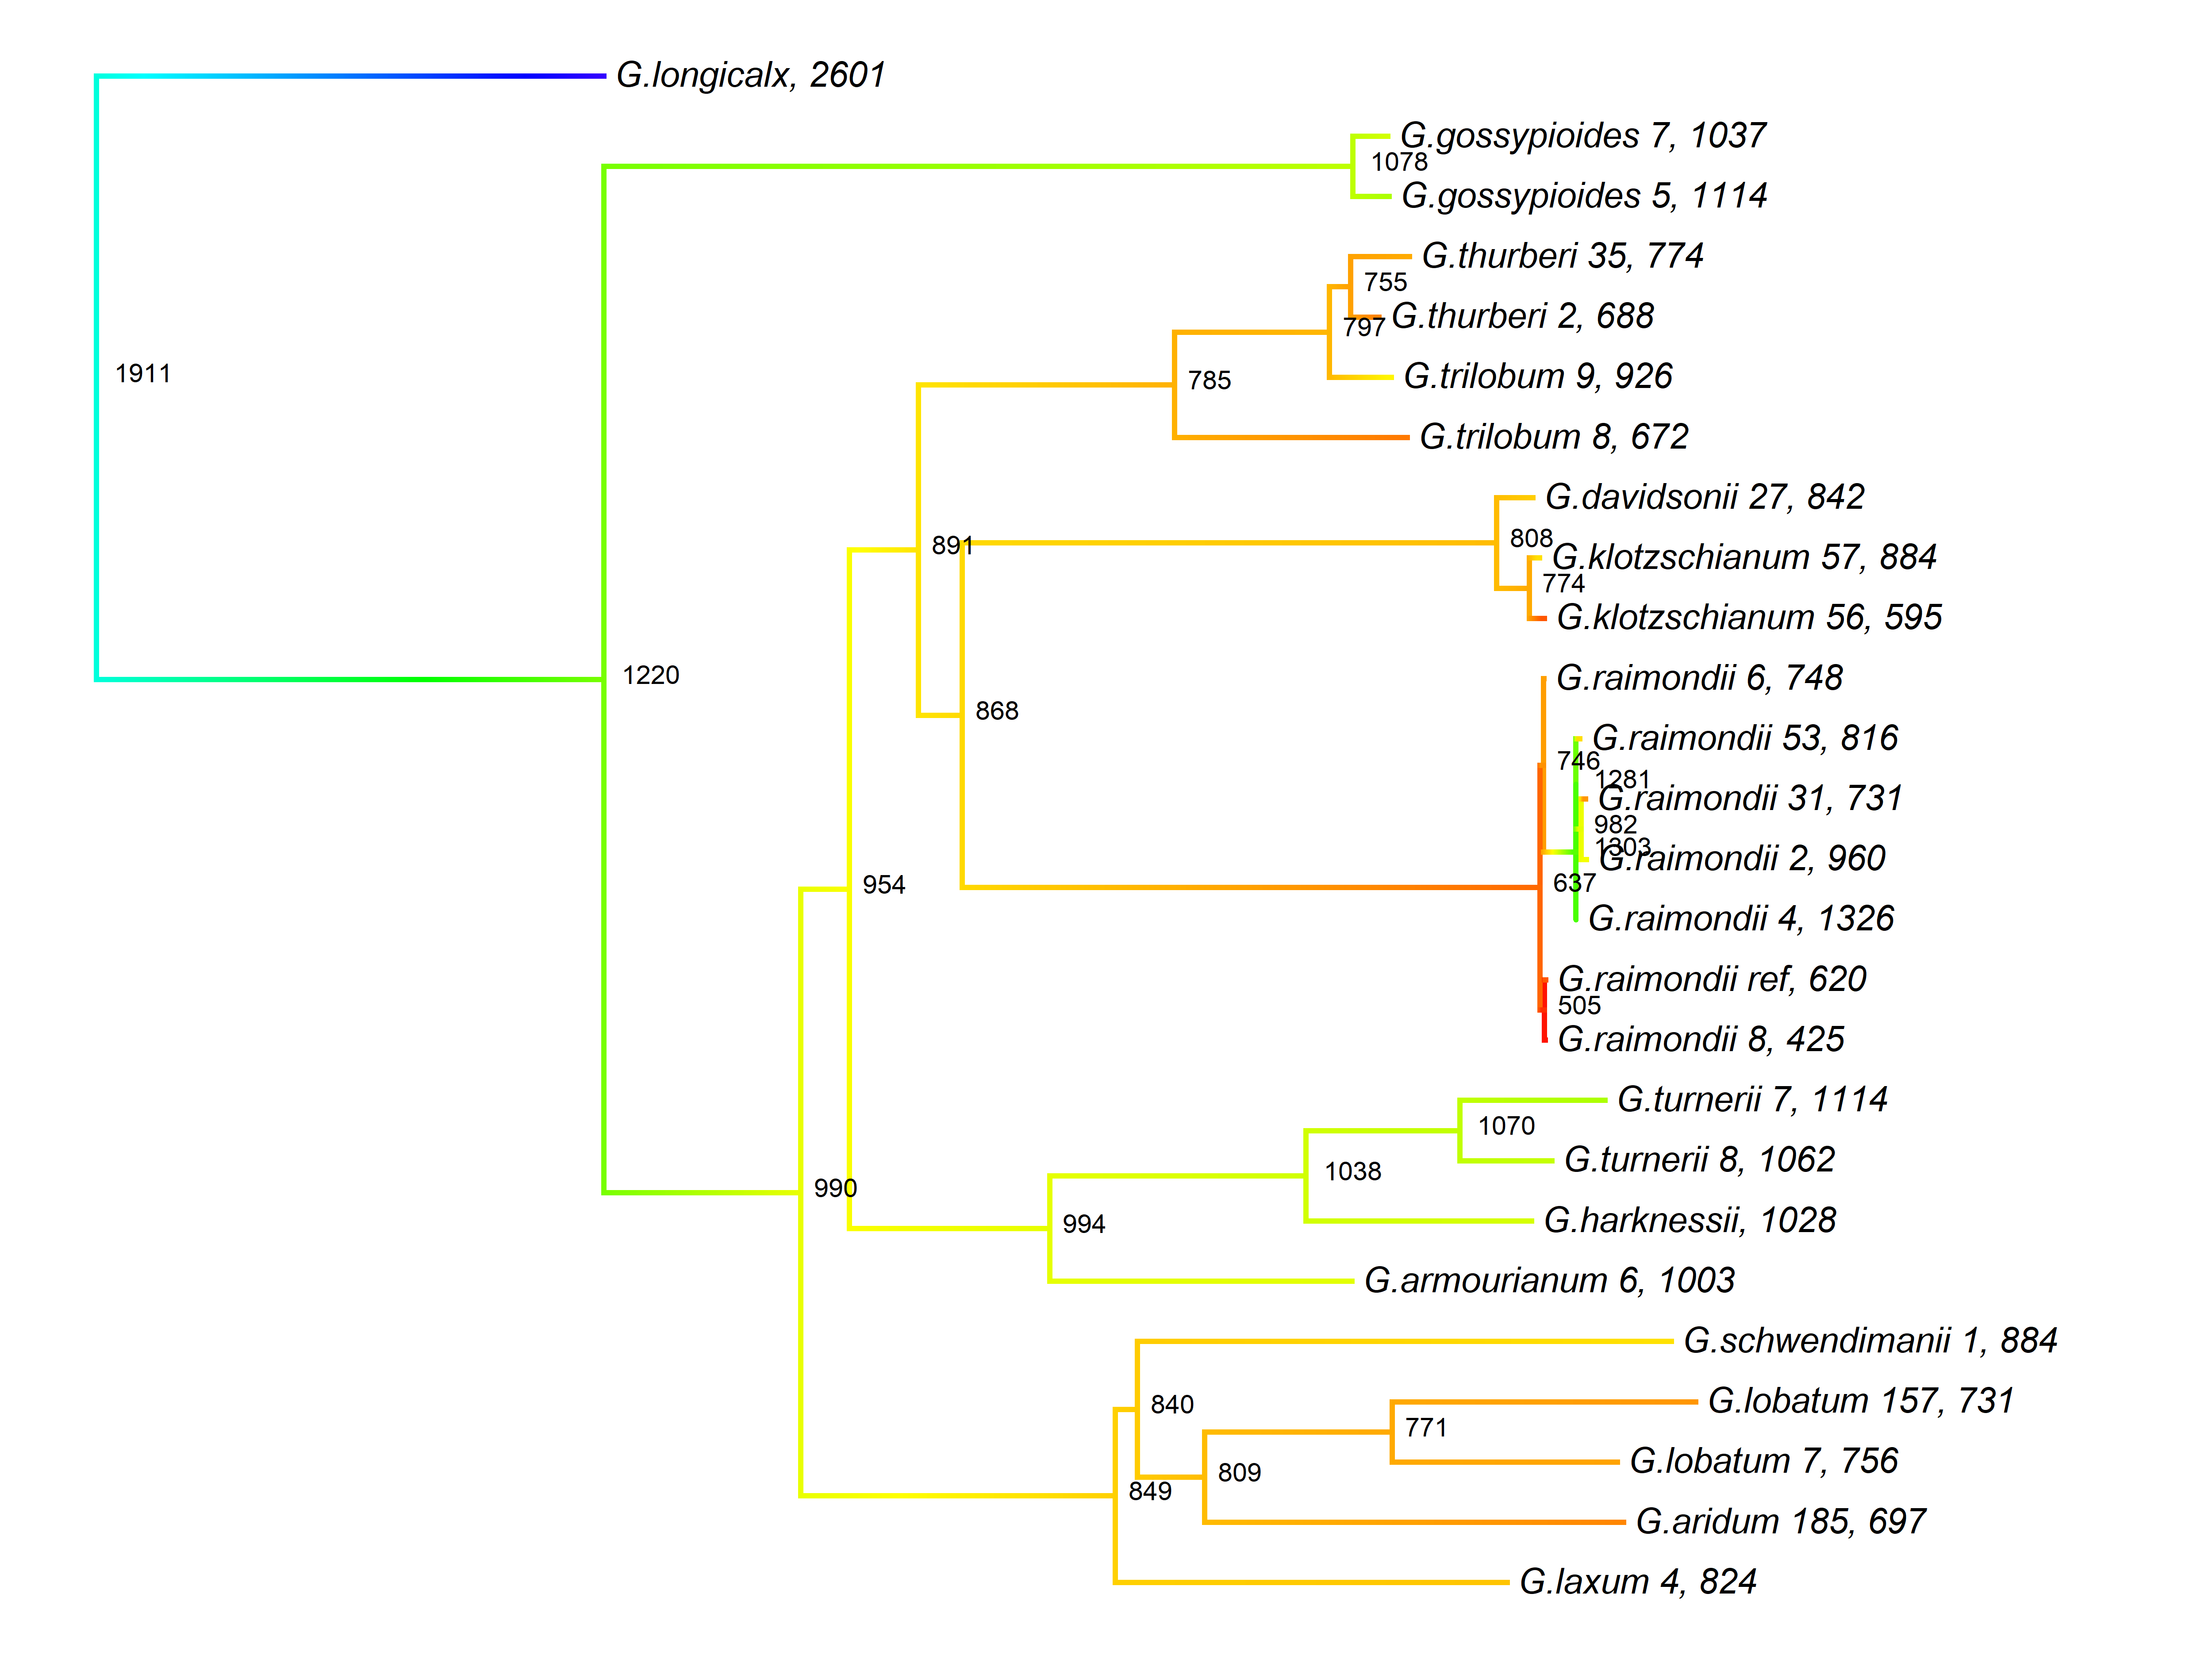 G.longicalx, 2601
G.gossypioides 7, 1037
1078
G.gossypioides 5, 1114
G.thurberi 35, 774
755
G.thurberi 2, 688
797
1911
G.trilobum 9, 926
785
G.trilobum 8, 672
G.davidsonii 27, 842
808
891
G.klotzschianum 57, 884
774
G.klotzschianum 56, 595
1220
G.raimondii 6, 748
868
G.raimondii 53, 816
746
1281
G.raimondii 31, 731
982
1303
G.raimondii 2, 960
637
954
G.raimondii 4, 1326
G.raimondii ref, 620
505
G.raimondii 8, 425
G.turnerii 7, 1114
1070
G.turnerii 8, 1062
1038
990
G.harknessii, 1028
994
G.armourianum 6, 1003
G.schwendimanii 1, 884
840
G.lobatum 157, 731
771
G.lobatum 7, 756
809
849
G.aridum 185, 697
G.laxum 4, 824